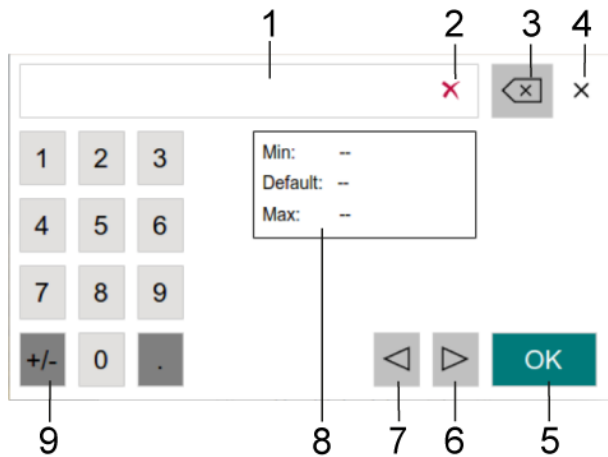 1 2 3 4
1 2 3
Min: --
Default: --
Max: --
4 5 6
7 8 9
+/- 0 .
OK
9 8 7 6 5